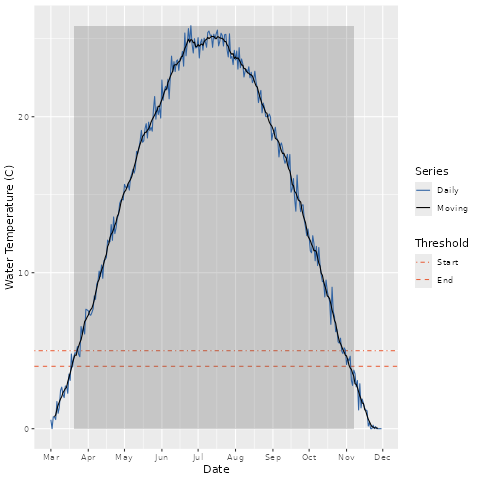 Water Temperature (C)
20
10
0
Mar Apr May Jun Jul Aug Sep Oct Nov Dec
Date
Series
Daily
Moving
Threshold
Start
End